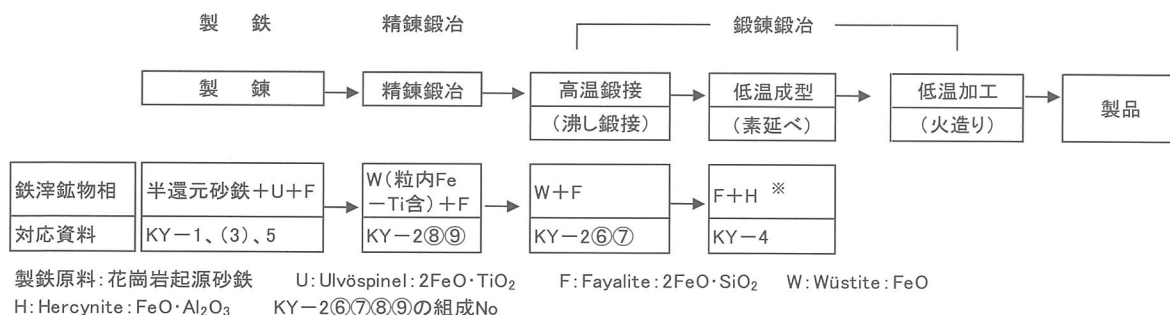 製　鉄　精錬鍛冶　鍛錬鍛冶
製　錬　精錬鍛冶　高温鍛接　低温成型　低温加工　製品
(沸し鍛接)　(素延べ)　(火造り)
鉄滓鉱物相　半還元砂鉄+U+F　W(粒内Fe　W+F　F+H ※
－Ti含)+F
対応資料　KY－1、(3)、5　KY－2⑧⑨　KY－2⑥⑦　KY－4
製鉄原料:花崗岩起源砂鉄　U:Ulvöspinel:2FeO・TiO₂　F:Fayalite:2FeO・SiO₂　W:Wüstite:FeO
H:Hercynite:FeO・Al₂O₃　KY－2⑥⑦⑧⑨の組成No